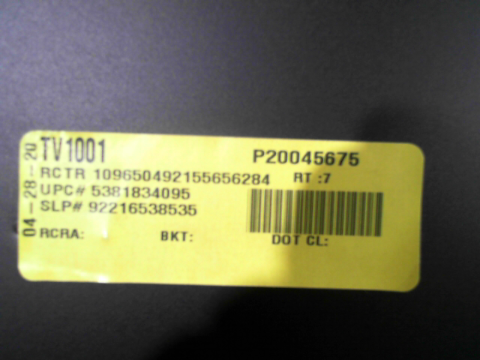 04-28-20
TV1001 P20045675
RCTR 109650492155656284 RT :7
UPC# 5381834095
SLP# 92216538535
RCRA: BKT: DOT CL: